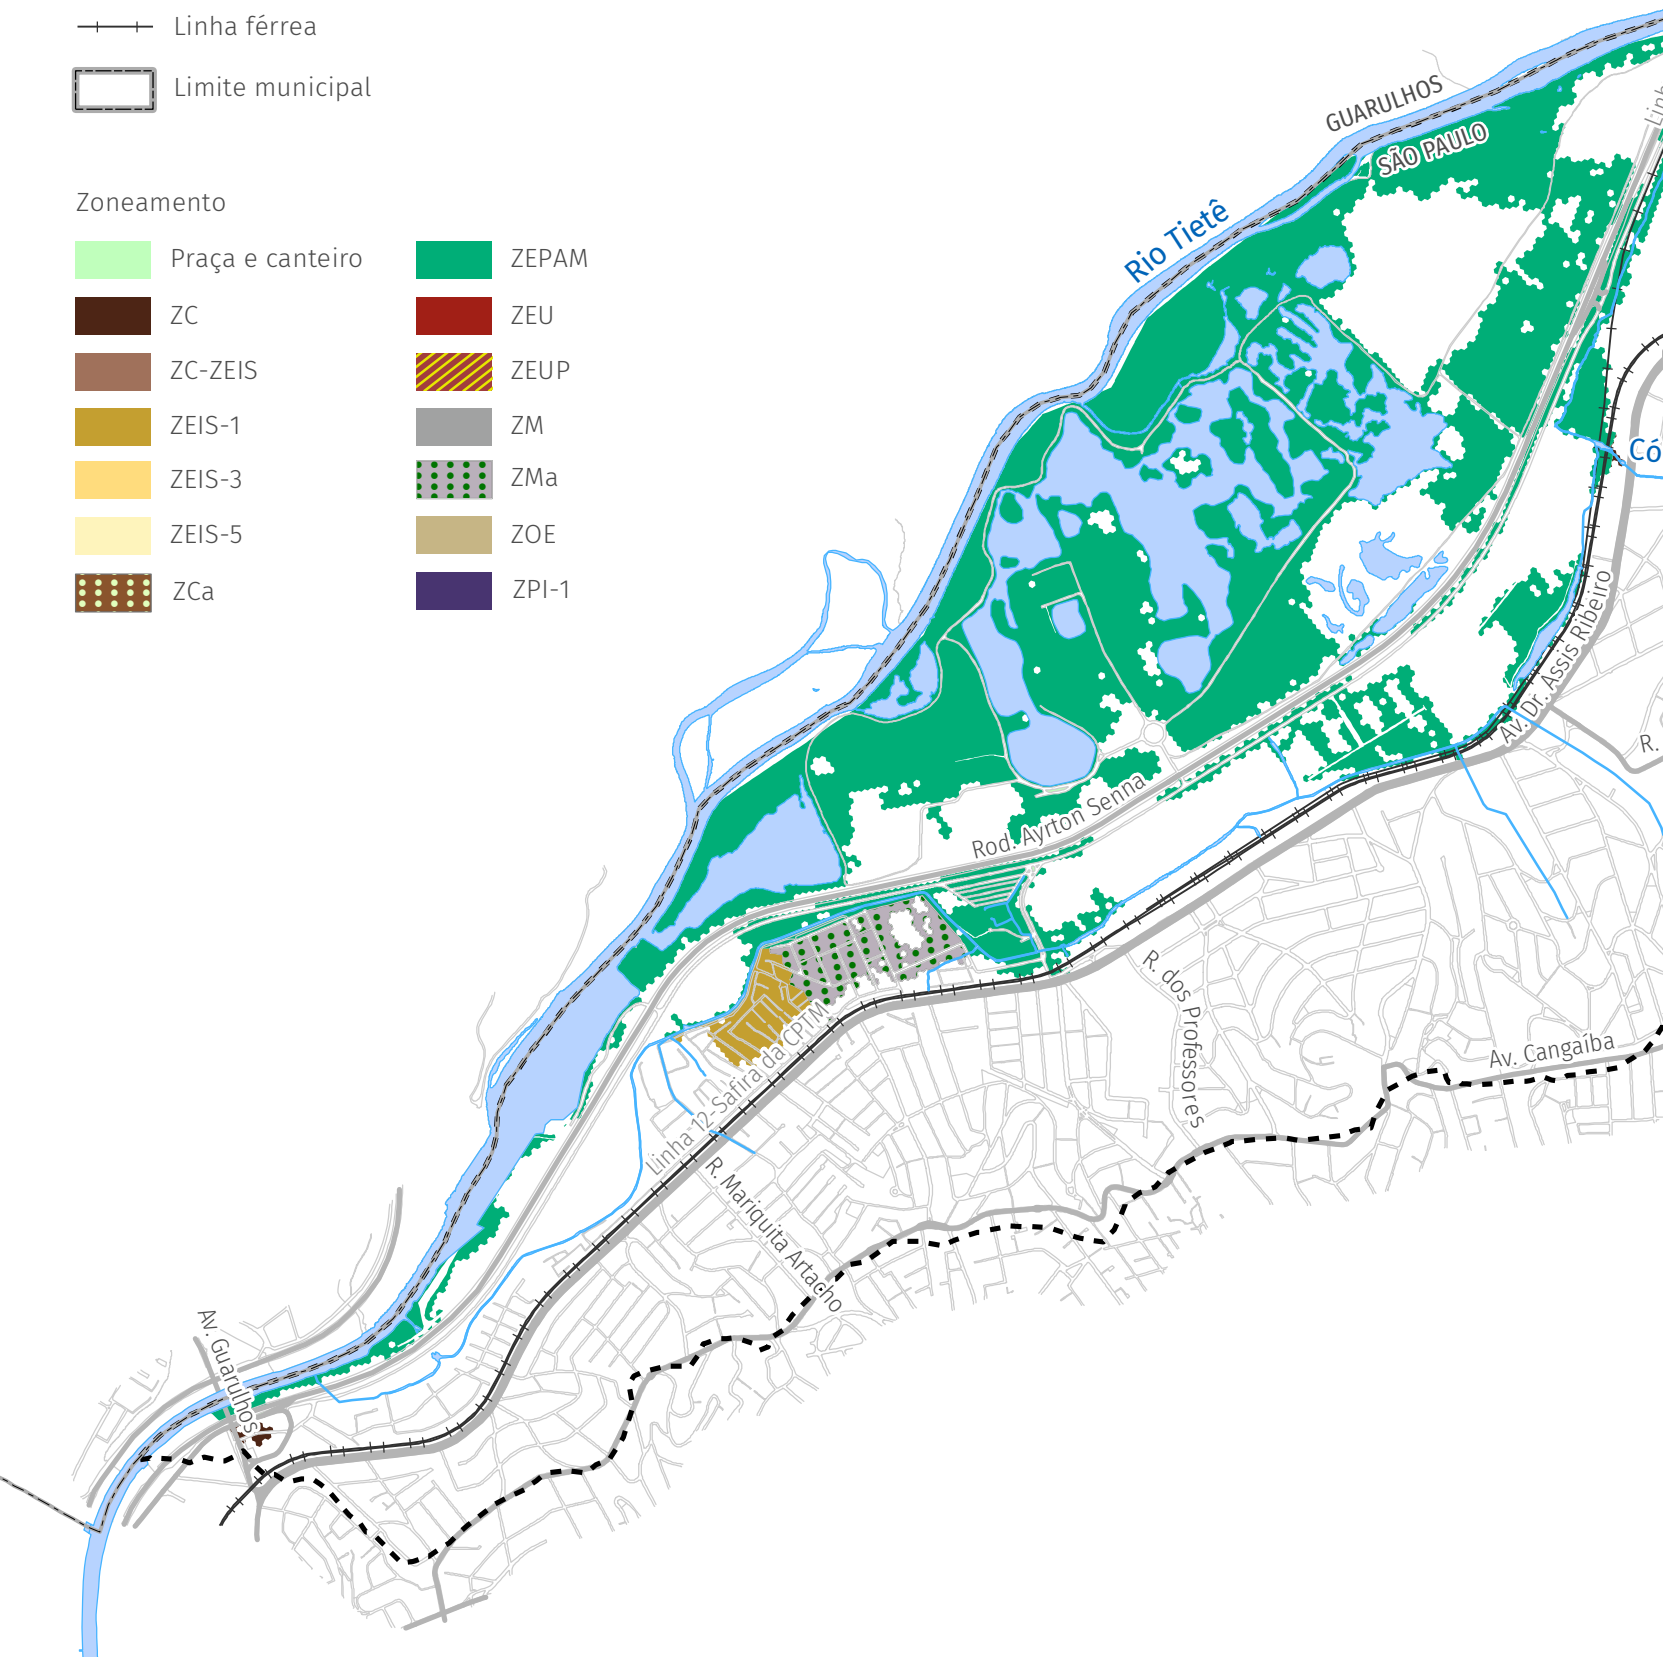 Linha férrea
Limite municipal
Zoneamento
Praça e canteiro
ZC
ZC-ZEIS
ZEIS-1
ZEIS-3
ZEIS-5
ZCa
ZEPAM
ZEU
ZEUP
ZM
ZMa
ZOE
ZPI-1
GUARULHOS
SÃO PAULO
Rio Tietê
Linh
Có
Av. Dr. Assis Ribeiro
R.
Rod. Ayrton Senna
R. dos Professores
Av. Cangaíba
Linha 12-Safira da CPTM
R. Mariquita Artacho
Av. Guarulhos